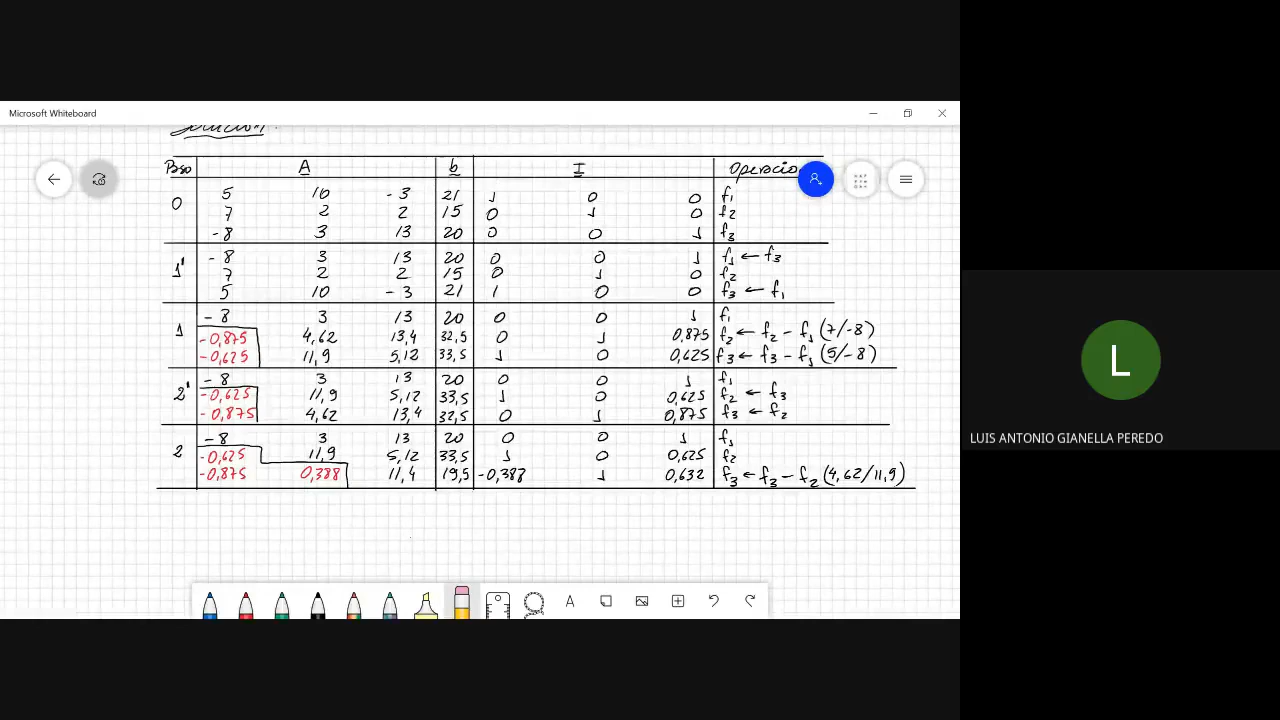 Microsoft Whiteboard
Solución:
Paso A b I Operación
0 5 10 -3 21 1 0 0 f1
7 2 2 15 0 1 0 f2
-8 3 13 20 0 0 1 f3
1' -8 3 13 20 0 0 1 f1 ← f3
7 2 2 15 0 1 0 f2
5 10 -3 21 1 0 0 f3 ← f1
1 -8 3 13 20 0 0 1 f1
-0,875 4,62 13,4 32,5 0 1 0,875 f2 ← f2 - f1 (7/-8)
-0,625 11,9 5,12 33,5 1 0 0,625 f3 ← f3 - f1 (5/-8)
2' -8 3 13 20 0 0 1 f1
-0,625 11,9 5,12 33,5 1 0 0,625 f2 ← f3
-0,875 4,62 13,4 32,5 0 1 0,875 f3 ← f2
2 -8 3 13 20 0 0 1 f1
-0,625 11,9 5,12 33,5 1 0 0,625 f2
-0,875 0,388 11,4 19,5 -0,388 1 0,632 f3 ← f3 - f2 (4,62/11,9)
L
LUIS ANTONIO GIANELLA PEREDO